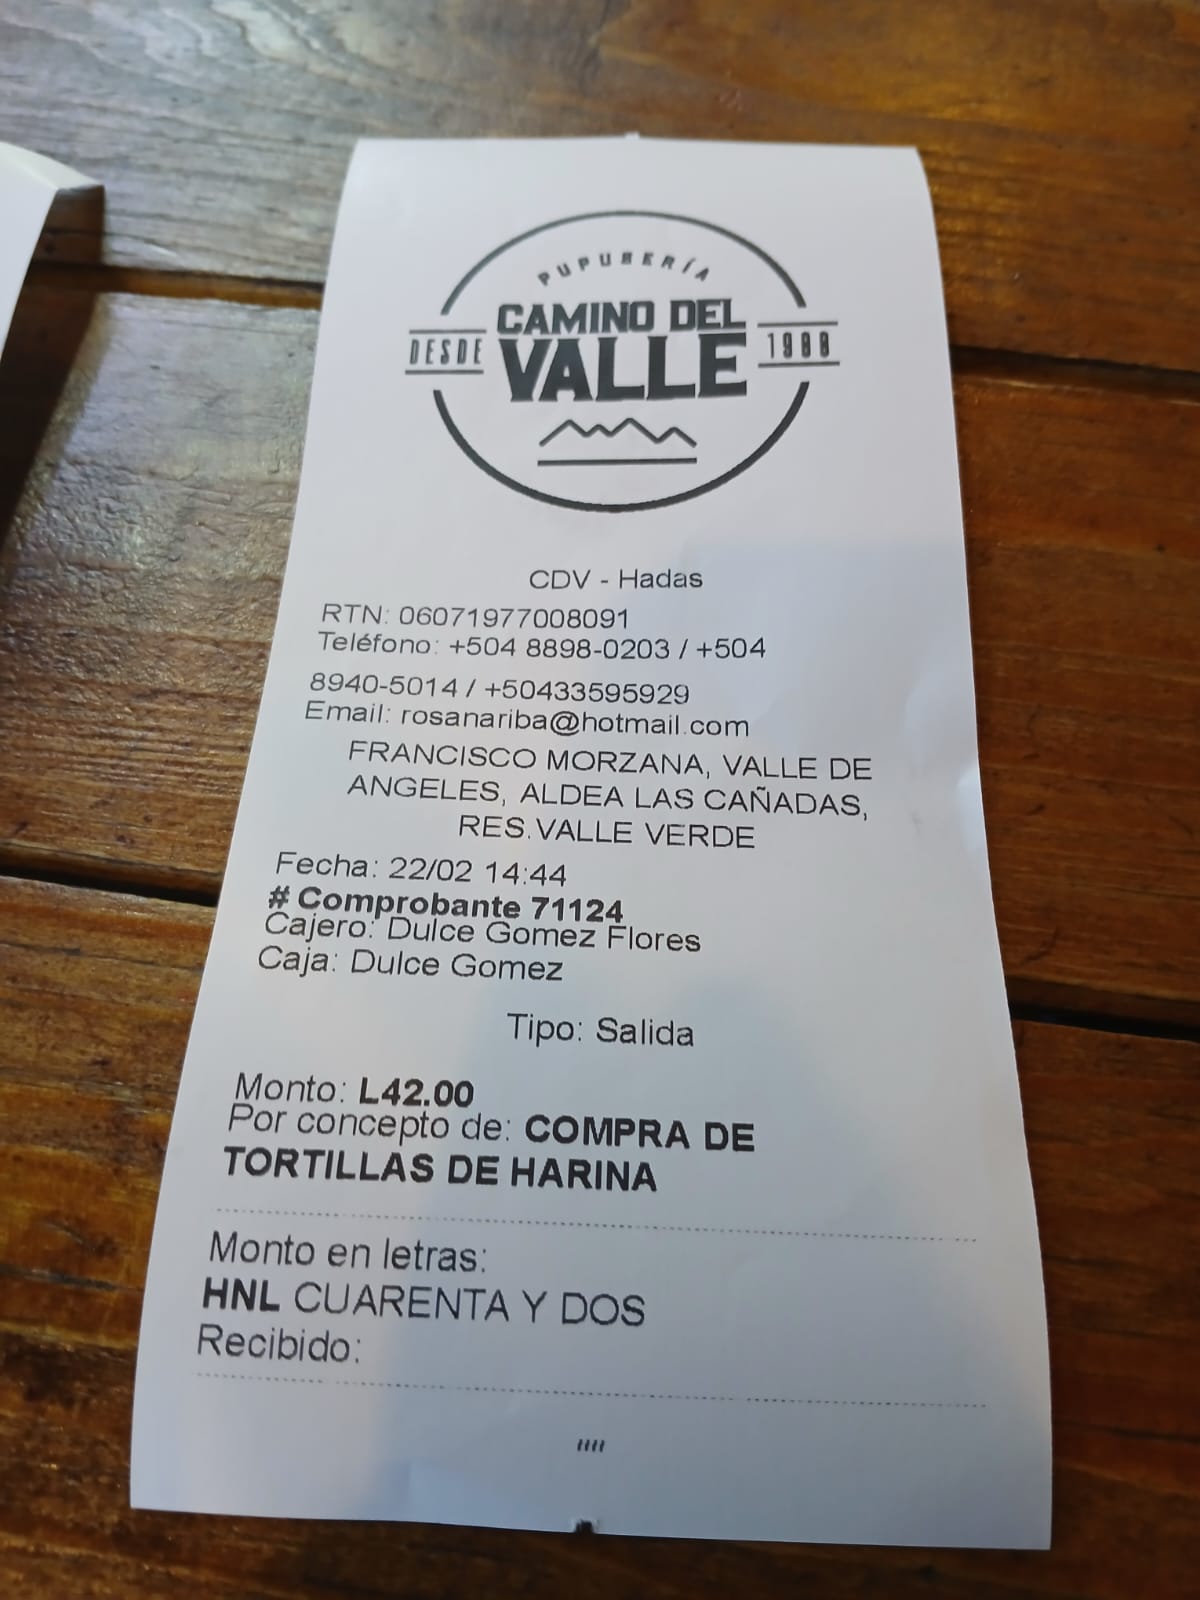 PUPUSERÍA
CAMINO DEL
DESDE VALLE 1988
CDV - Hadas
RTN: 06071977008091
Teléfono: +504 8898-0203 / +504
8940-5014 / +50433595929
Email: rosanariba@hotmail.com
FRANCISCO MORZANA, VALLE DE
ANGELES, ALDEA LAS CAÑADAS,
RES.VALLE VERDE
Fecha: 22/02 14:44
# Comprobante 71124
Cajero: Dulce Gomez Flores
Caja: Dulce Gomez
Tipo: Salida
Monto: L42.00
Por concepto de: COMPRA DE
TORTILLAS DE HARINA
Monto en letras:
HNL CUARENTA Y DOS
Recibido: